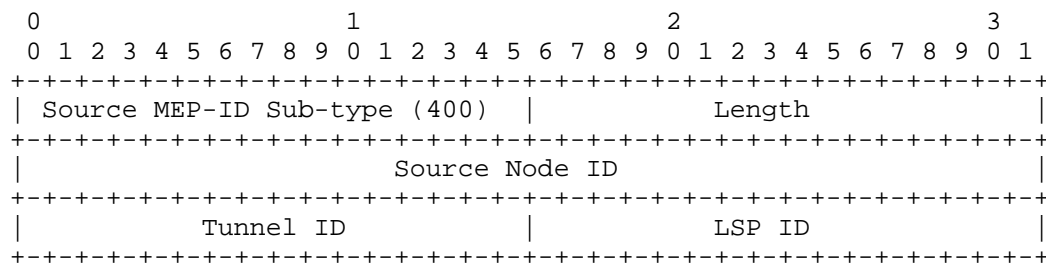 0                   1                   2                   3
 0 1 2 3 4 5 6 7 8 9 0 1 2 3 4 5 6 7 8 9 0 1 2 3 4 5 6 7 8 9 0 1
+-+-+-+-+-+-+-+-+-+-+-+-+-+-+-+-+-+-+-+-+-+-+-+-+-+-+-+-+-+-+-+-+
| Source MEP-ID Sub-type (400)  |           Length              |
+-+-+-+-+-+-+-+-+-+-+-+-+-+-+-+-+-+-+-+-+-+-+-+-+-+-+-+-+-+-+-+-+
|                       Source Node ID                          |
+-+-+-+-+-+-+-+-+-+-+-+-+-+-+-+-+-+-+-+-+-+-+-+-+-+-+-+-+-+-+-+-+
|           Tunnel ID           |           LSP ID              |
+-+-+-+-+-+-+-+-+-+-+-+-+-+-+-+-+-+-+-+-+-+-+-+-+-+-+-+-+-+-+-+-+